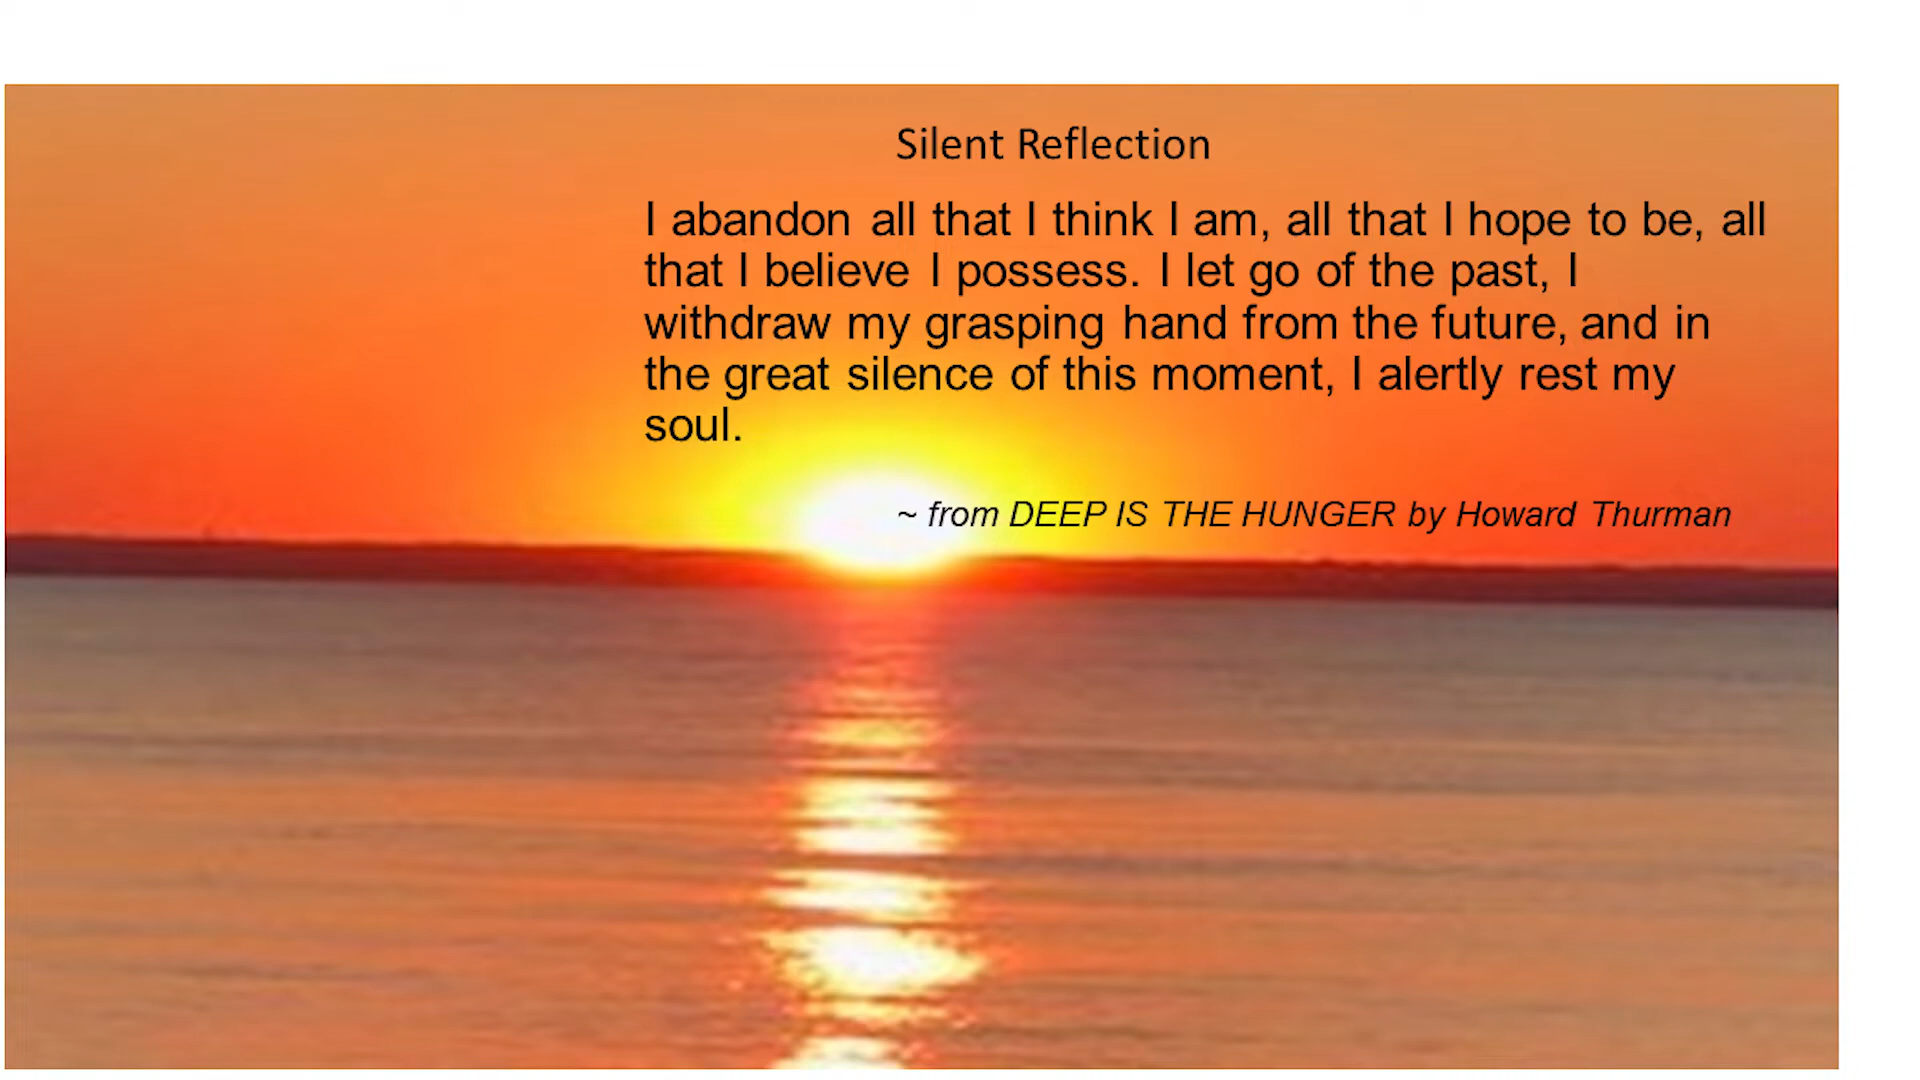 Silent Reflection
I abandon all that I think I am, all that I hope to be, all
that I believe I possess. I let go of the past, I
withdraw my grasping hand from the future, and in
the great silence of this moment, I alertly rest my
soul.
~ from DEEP IS THE HUNGER by Howard Thurman